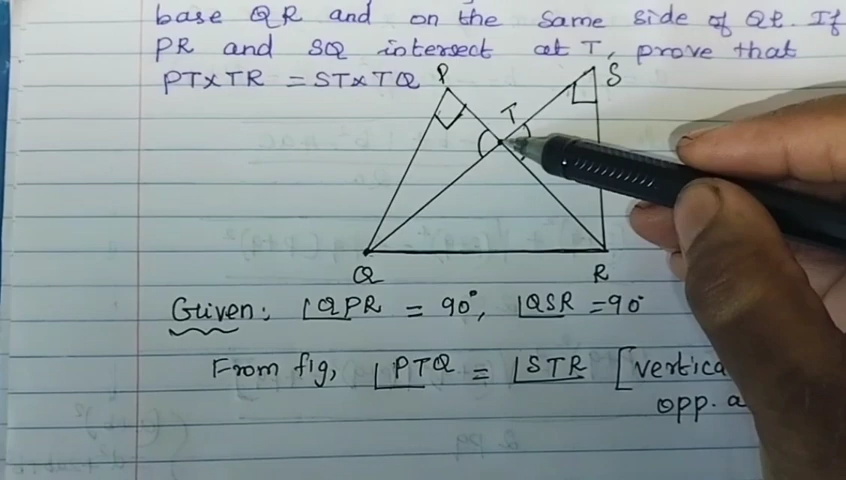 base QR and on the same side of QR. If
PR and SQ intersect at T, prove that
PT×TR = ST×TQ
P
S
T
Q
R
Given: ∠QPR = 90°, ∠QSR = 90°
From fig, ∠PTQ = ∠STR [vertica
opp. a